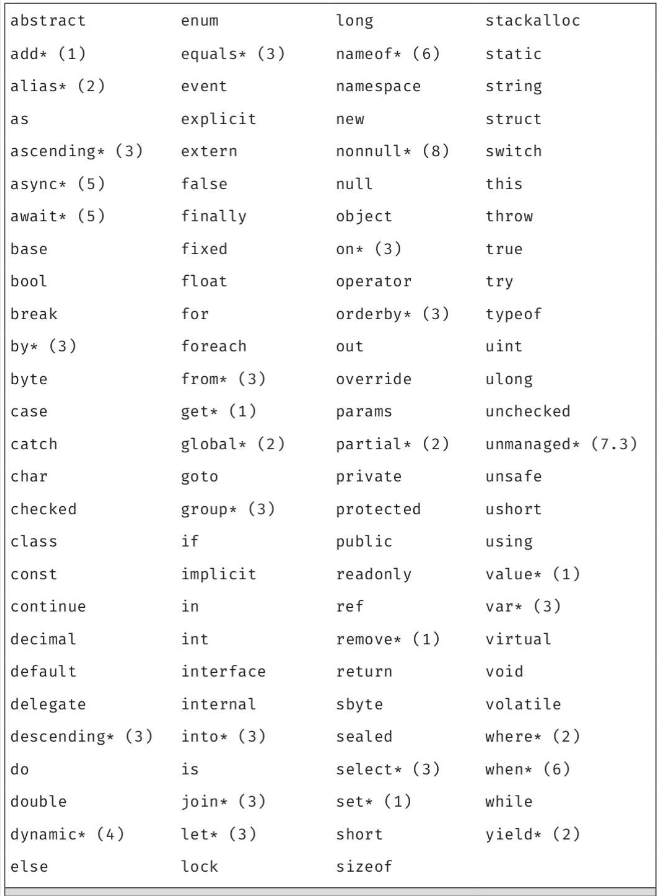 abstract enum long stackalloc
add* (1) equals* (3) nameof* (6) static
alias* (2) event namespace string
as explicit new struct
ascending* (3) extern nonnull* (8) switch
async* (5) false null this
await* (5) finally object throw
base fixed on* (3) true
bool float operator try
break for orderby* (3) typeof
by* (3) foreach out uint
byte from* (3) override ulong
case get* (1) params unchecked
catch global* (2) partial* (2) unmanaged* (7.3)
char goto private unsafe
checked group* (3) protected ushort
class if public using
const implicit readonly value* (1)
continue in ref var* (3)
decimal int remove* (1) virtual
default interface return void
delegate internal sbyte volatile
descending* (3) into* (3) sealed where* (2)
do is select* (3) when* (6)
double join* (3) set* (1) while
dynamic* (4) let* (3) short yield* (2)
else lock sizeof